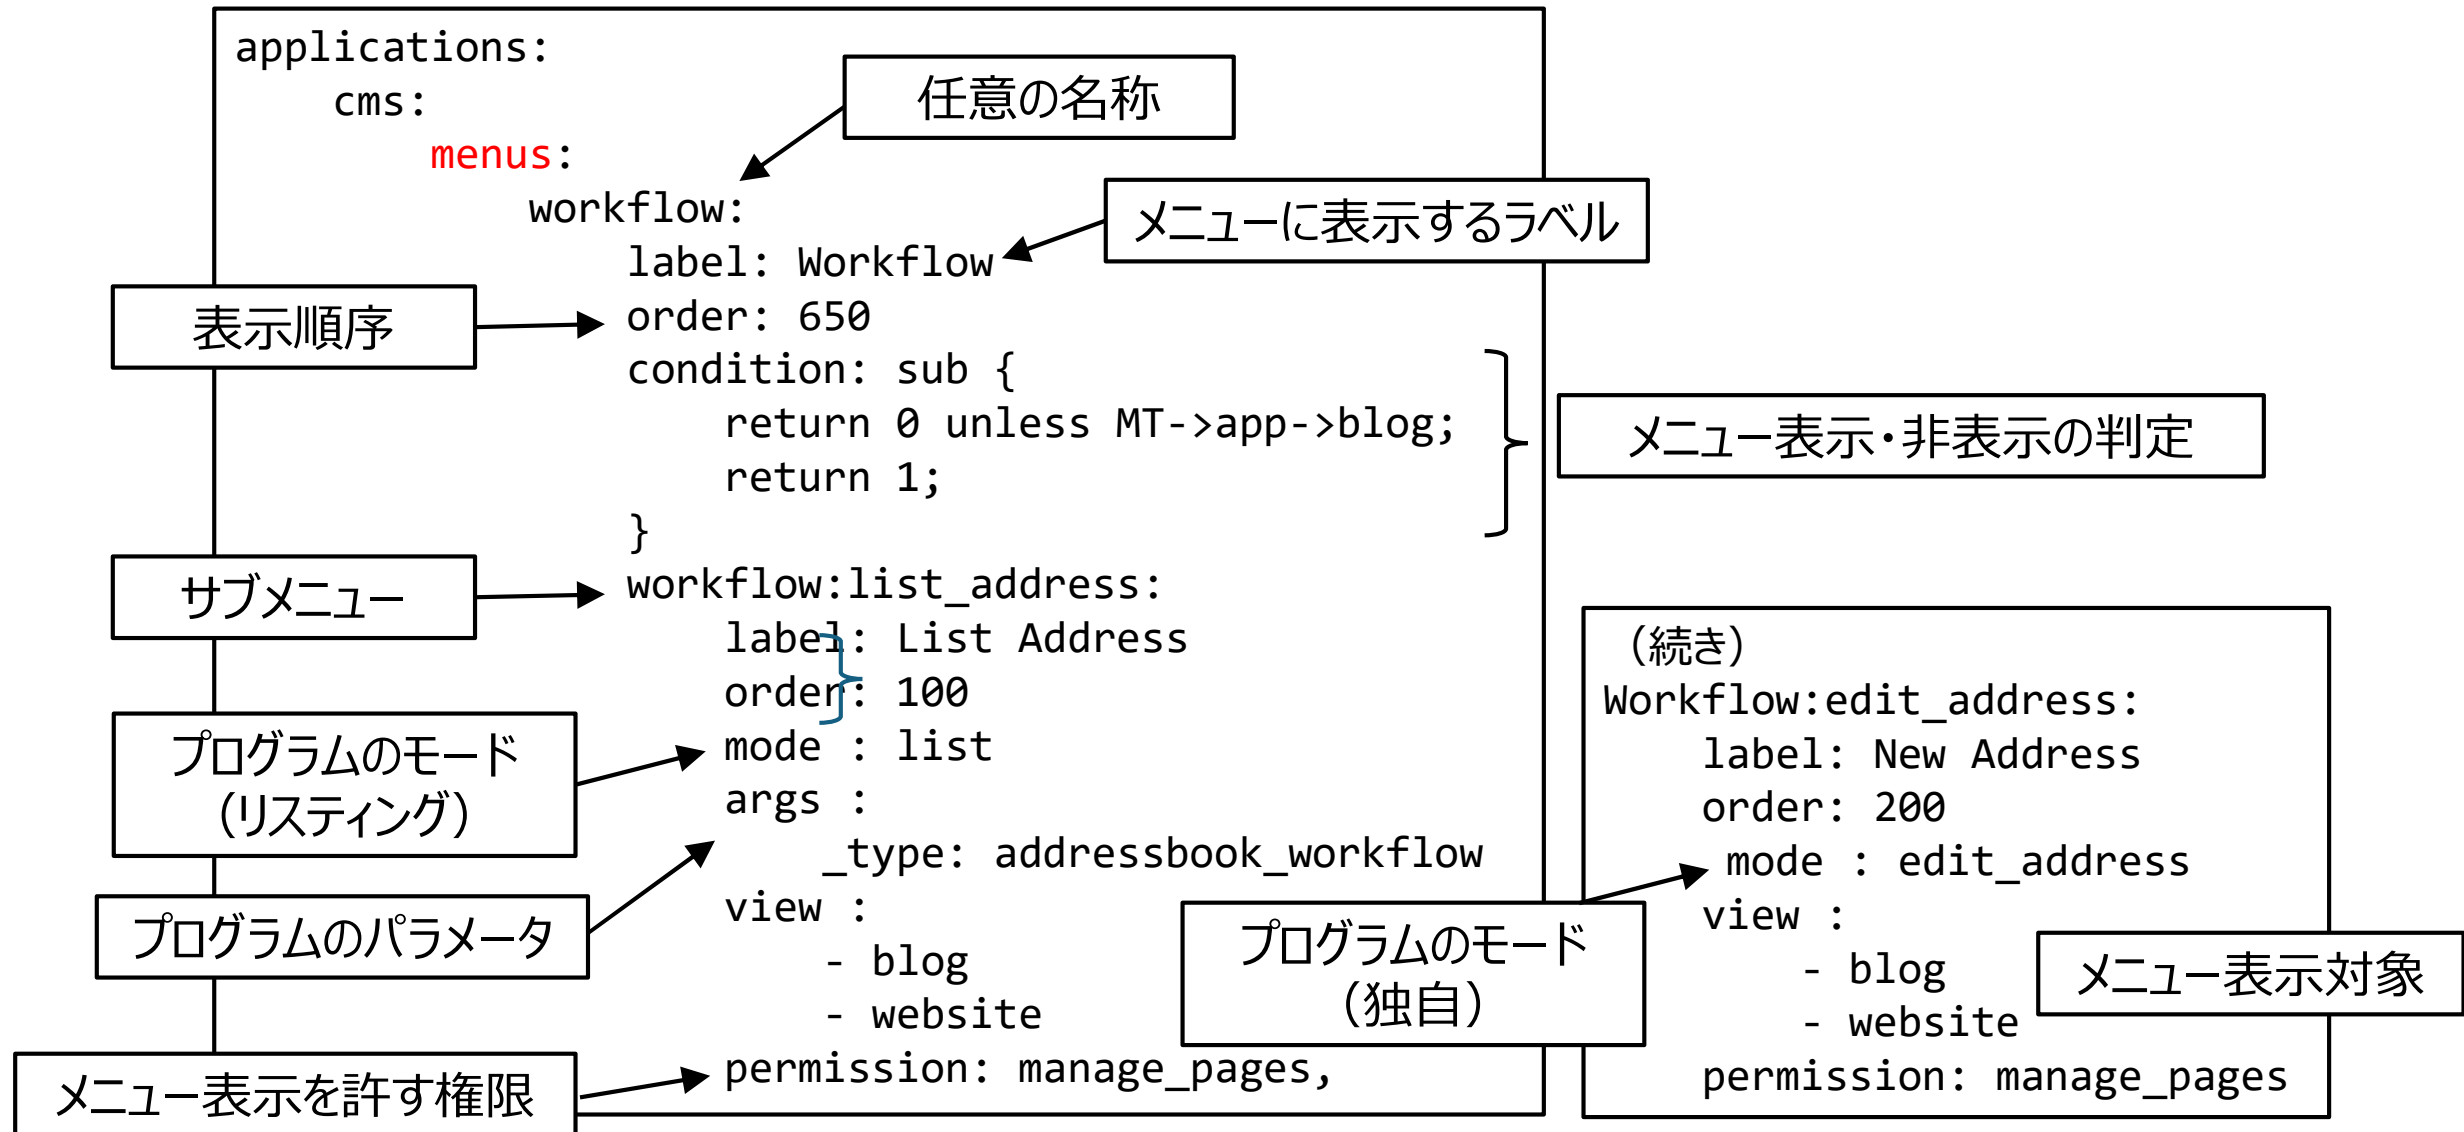 applications:
cms:
任意の名称
menus:
workflow:
メニューに表示するラベル
label: Workflow
表示順序
order: 650
condition: sub {
return 0 unless MT->app->blog;
return 1;
}
メニュー表示・非表示の判定
サブメニュー
workflow:list_address:
label: List Address
order: 100
プログラムのモード
（リスティング）
mode : list
args :
_type: addressbook_workflow
プログラムのパラメータ
view :
- blog
- website
メニュー表示を許す権限
permission: manage_pages,
（続き）
Workflow:edit_address:
label: New Address
order: 200
mode : edit_address
プログラムのモード
（独自）
view :
- blog
- website
メニュー表示対象
permission: manage_pages